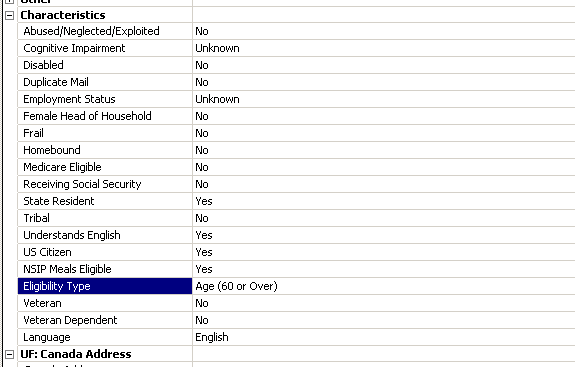 Other
Characteristics
Abused/Neglected/Exploited No
Cognitive Impairment Unknown
Disabled No
Duplicate Mail No
Employment Status Unknown
Female Head of Household No
Frail No
Homebound No
Medicare Eligible No
Receiving Social Security No
State Resident Yes
Tribal No
Understands English Yes
US Citizen Yes
NSIP Meals Eligible Yes
Eligibility Type Age (60 or Over)
Veteran No
Veteran Dependent No
Language English
UF: Canada Address